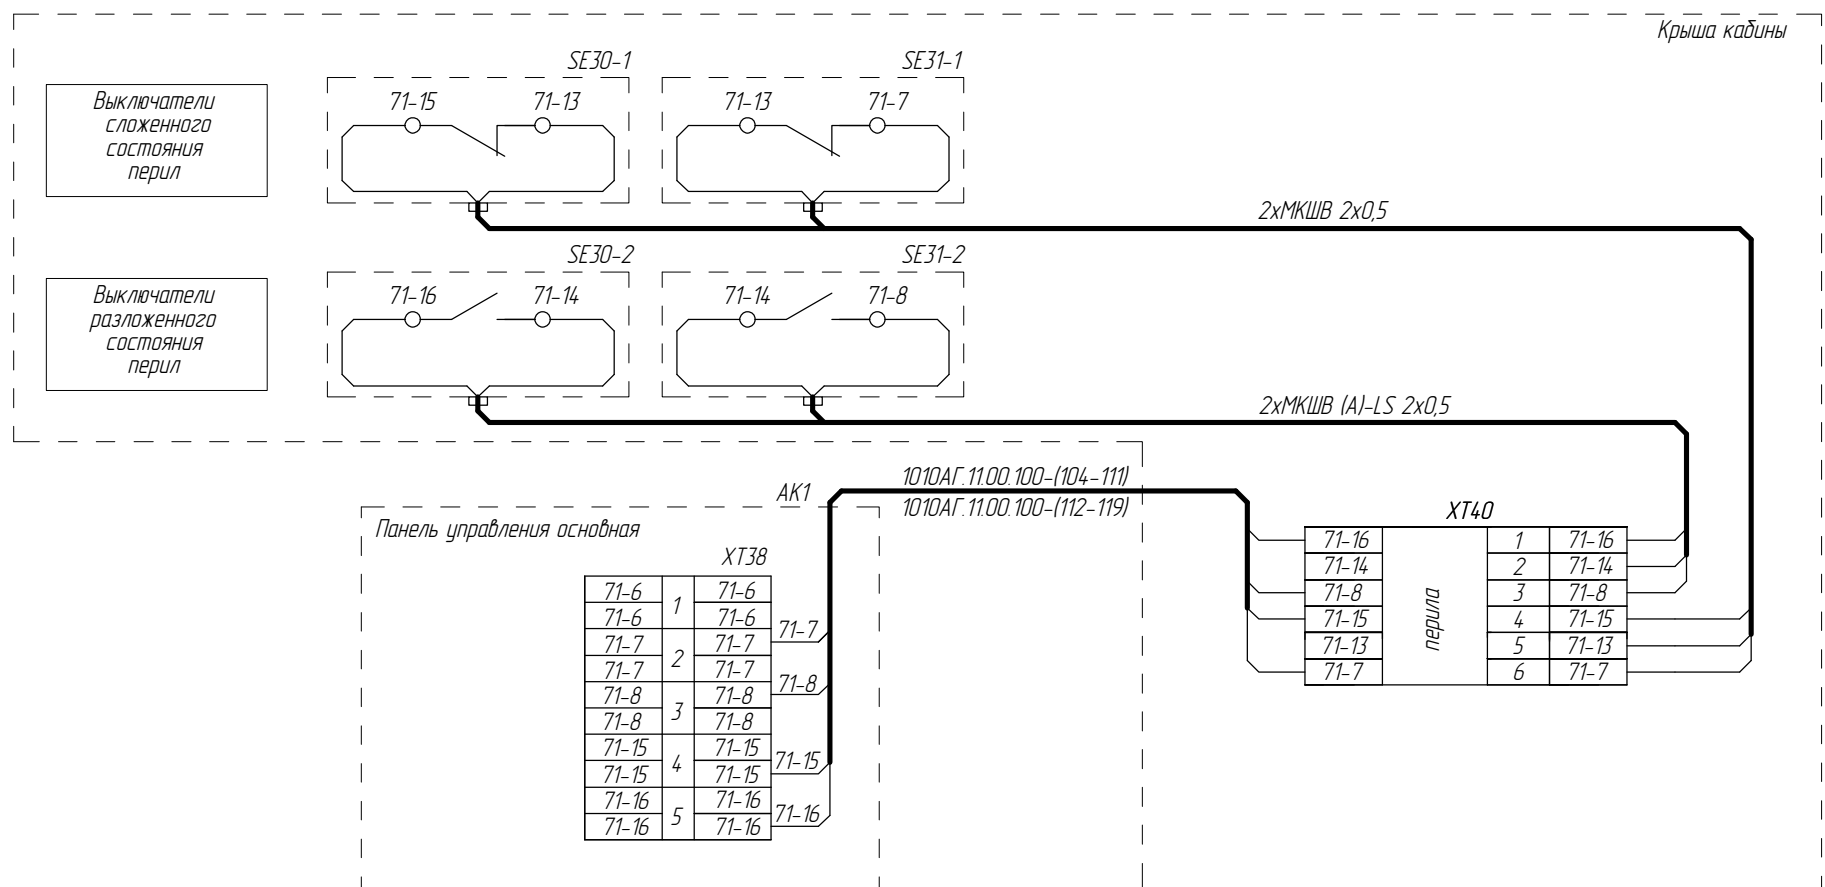 Крыша кабины
SE30-1
SE31-1
Выключатели
сложенного
состояния
перил
71-15
71-13
71-13
71-7
2хМКШВ 2х0,5
SE30-2
SE31-2
Выключатели
разложенного
состояния
перил
71-16
71-14
71-14
71-8
2хМКШВ (А)-LS 2х0,5
1010АГ.11.00.100-(104-111)
1010АГ.11.00.100-(112-119)
АК1
Панель управления основная
ХТ38
71-6 1 71-6
71-6 71-6
71-7 2 71-7 71-7
71-7 71-7
71-8 3 71-8 71-8
71-8 71-8
71-15 4 71-15
71-15 71-15 71-15
71-16 5 71-16
71-16 71-16 71-16
ХТ40
перила
71-16 1 71-16
71-14 2 71-14
71-8 3 71-8
71-15 4 71-15
71-13 5 71-13
71-7 6 71-7